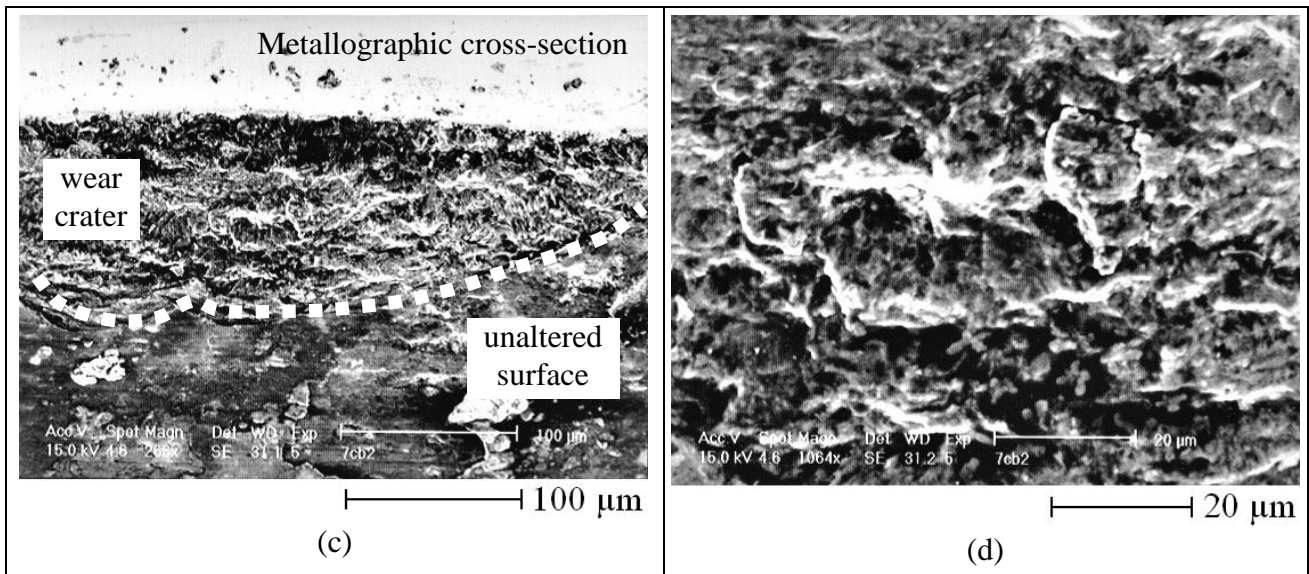 Metallographic cross-section
wear
crater
unaltered
surface
Acc.V Spot Magn Det WD Exp
15.0 kV 4.6 266x SE 31.1 5 7cb2
100 µm
100 µm
(c)
Acc.V Spot Magn Det WD Exp
15.0 kV 4.6 1064x SE 31.2 5 7cb2
20 µm
20 µm
(d)